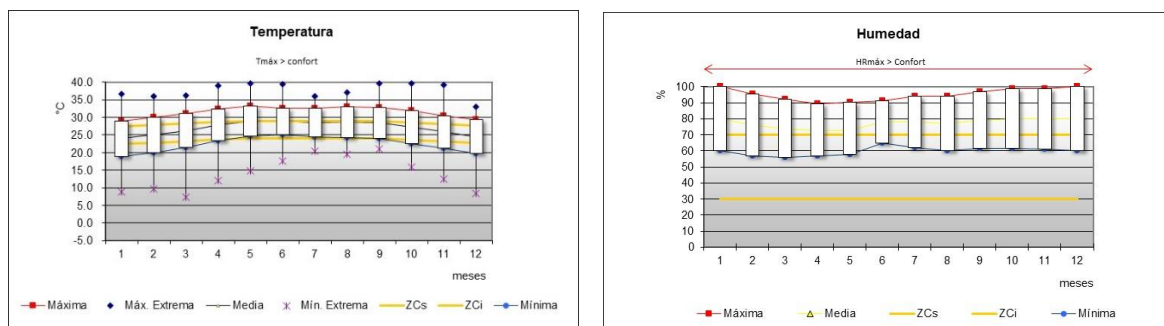 Temperatura
Tmáx > confort
°C
40.0
35.0
30.0
25.0
20.0
15.0
10.0
5.0
0.0
-5.0
1 2 3 4 5 6 7 8 9 10 11 12
meses
Máxima Máx. Extrema Media Mín. Extrema ZCs ZCi Mínima
Humedad
HRmáx > Confort
%
100
90
80
70
60
50
40
30
20
10
0
1 2 3 4 5 6 7 8 9 10 11 12
meses
Máxima Media ZCs ZCi Mínima